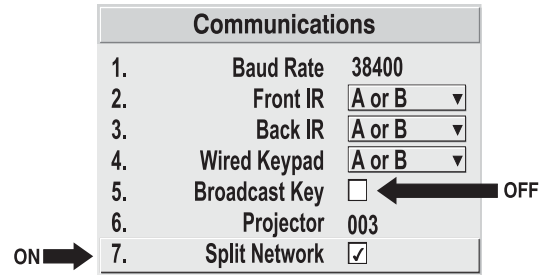 Communications
1. Baud Rate 38400
2. Front IR A or B
3. Back IR A or B
4. Wired Keypad A or B
5. Broadcast Key OFF
6. Projector 003
ON 7. Split Network